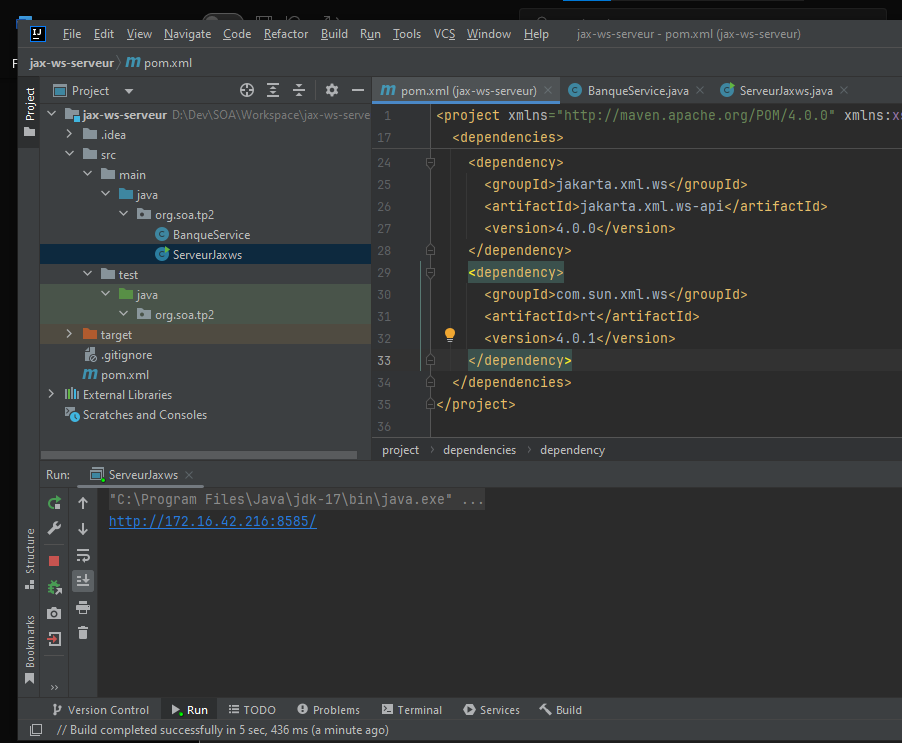 File Edit View Navigate Code Refactor Build Run Tools VCS Window Help jax-ws-serveur - pom.xml (jax-ws-serveur)
jax-ws-serveur m pom.xml
Project
Project
pom.xml (jax-ws-serveur) BanqueService.java ServeurJaxws.java
jax-ws-serveur D:\Dev\SOA\Workspace\jax-ws-serve
.idea
src
main
java
org.soa.tp2
BanqueService
ServeurJaxws
test
java
org.soa.tp2
target
.gitignore
pom.xml
External Libraries
Scratches and Consoles
1 <project xmlns="http://maven.apache.org/POM/4.0.0" xmlns:xs
17 <dependencies>
24 <dependency>
25 <groupId>jakarta.xml.ws</groupId>
26 <artifactId>jakarta.xml.ws-api</artifactId>
27 <version>4.0.0</version>
28 </dependency>
29 <dependency>
30 <groupId>com.sun.xml.ws</groupId>
31 <artifactId>rt</artifactId>
32 <version>4.0.1</version>
33 </dependency>
34 </dependencies>
35 </project>
36
project dependencies dependency
Run: ServeurJaxws
"C:\Program Files\Java\jdk-17\bin\java.exe" ...
http://172.16.42.216:8585/
Structure
Bookmarks
Version Control Run TODO Problems Terminal Services Build
// Build completed successfully in 5 sec, 436 ms (a minute ago)